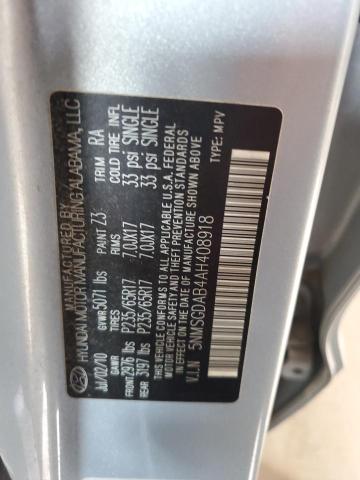 MANUFACTURED BY
HYUNDAI HYUNDAI MOTOR MANUFACTURING ALABAMA, LLC
JUL/02/10 GVWR 5071 lbs PAINT Z3 TRIM RA
GAWR TIRES RIMS COLD TIRE INFL
FRONT 2976 lbs P235/65R17 7.0JX17 33 psi SINGLE
REAR 3197 lbs P235/65R17 7.0JX17 33 psi SINGLE
THIS VEHICLE CONFORMS TO ALL APPLICABLE U.S.A. FEDERAL
MOTOR VEHICLE SAFETY AND THEFT PREVENTION STANDARDS
IN EFFECT ON THE DATE OF MANUFACTURE SHOWN ABOVE
V.I.N 5NMSGDAB4AH408918 TYPE: MPV